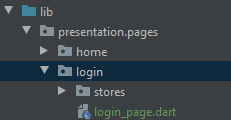 lib
presentation.pages
home
login
stores
login_page.dart